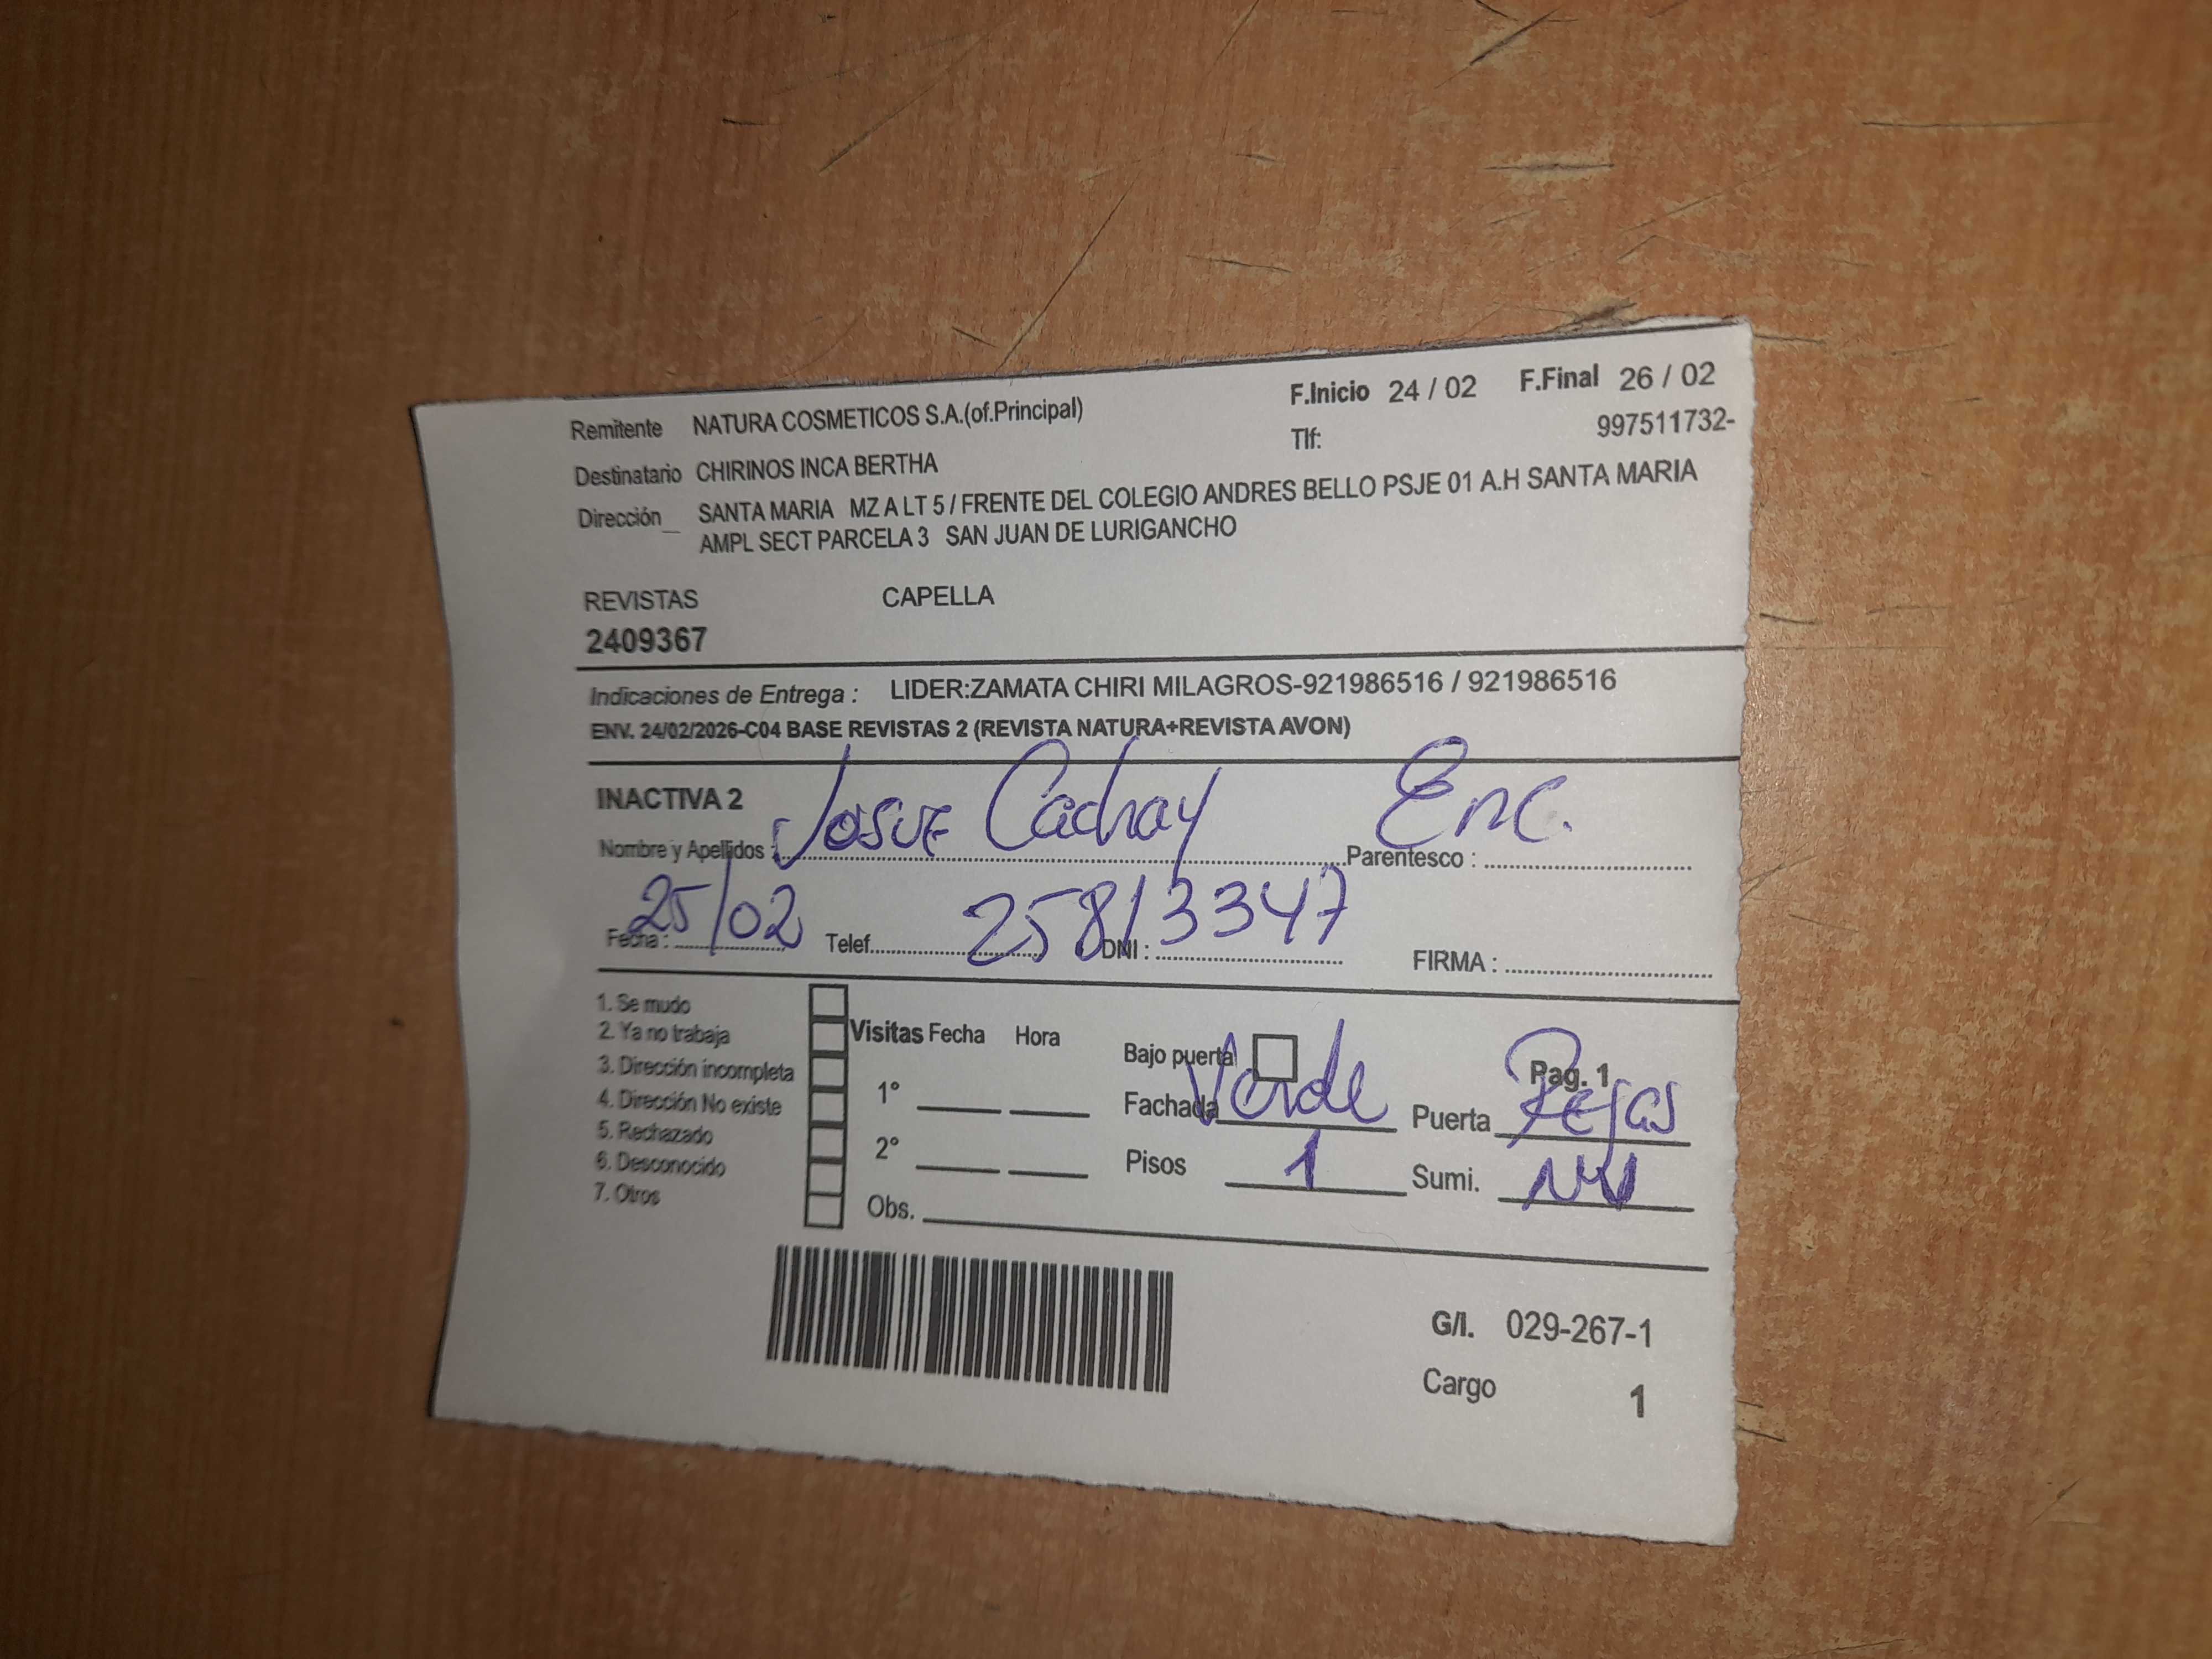 Remitente NATURA COSMETICOS S.A.(of.Principal) F.Inicio 24 / 02 F.Final 26 / 02
Tlf: 997511732-
Destinatario CHIRINOS INCA BERTHA
Dirección_ SANTA MARIA MZ A LT 5 / FRENTE DEL COLEGIO ANDRES BELLO PSJE 01 A.H SANTA MARIA
AMPL SECT PARCELA 3 SAN JUAN DE LURIGANCHO
REVISTAS CAPELLA
2409367
Indicaciones de Entrega : LIDER:ZAMATA CHIRI MILAGROS-921986516 / 921986516
ENV. 24/02/2026-C04 BASE REVISTAS 2 (REVISTA NATURA+REVISTA AVON)
INACTIVA 2
Nombre y Apellidos : Josue Cachay Parentesco : Enc.
Fecha : 25/02 Telef. DNI : 25813347 FIRMA :
1. Se mudo
2. Ya no trabaja
3. Dirección incompleta
4. Dirección No existe
5. Rechazado
6. Desconocido
7. Otros
Visitas Fecha Hora
1°
2°
Obs.
Bajo puerta Pag. 1
Fachada Verde Puerta Rejas
Pisos 1 Sumi.
G/I. 029-267-1
Cargo 1